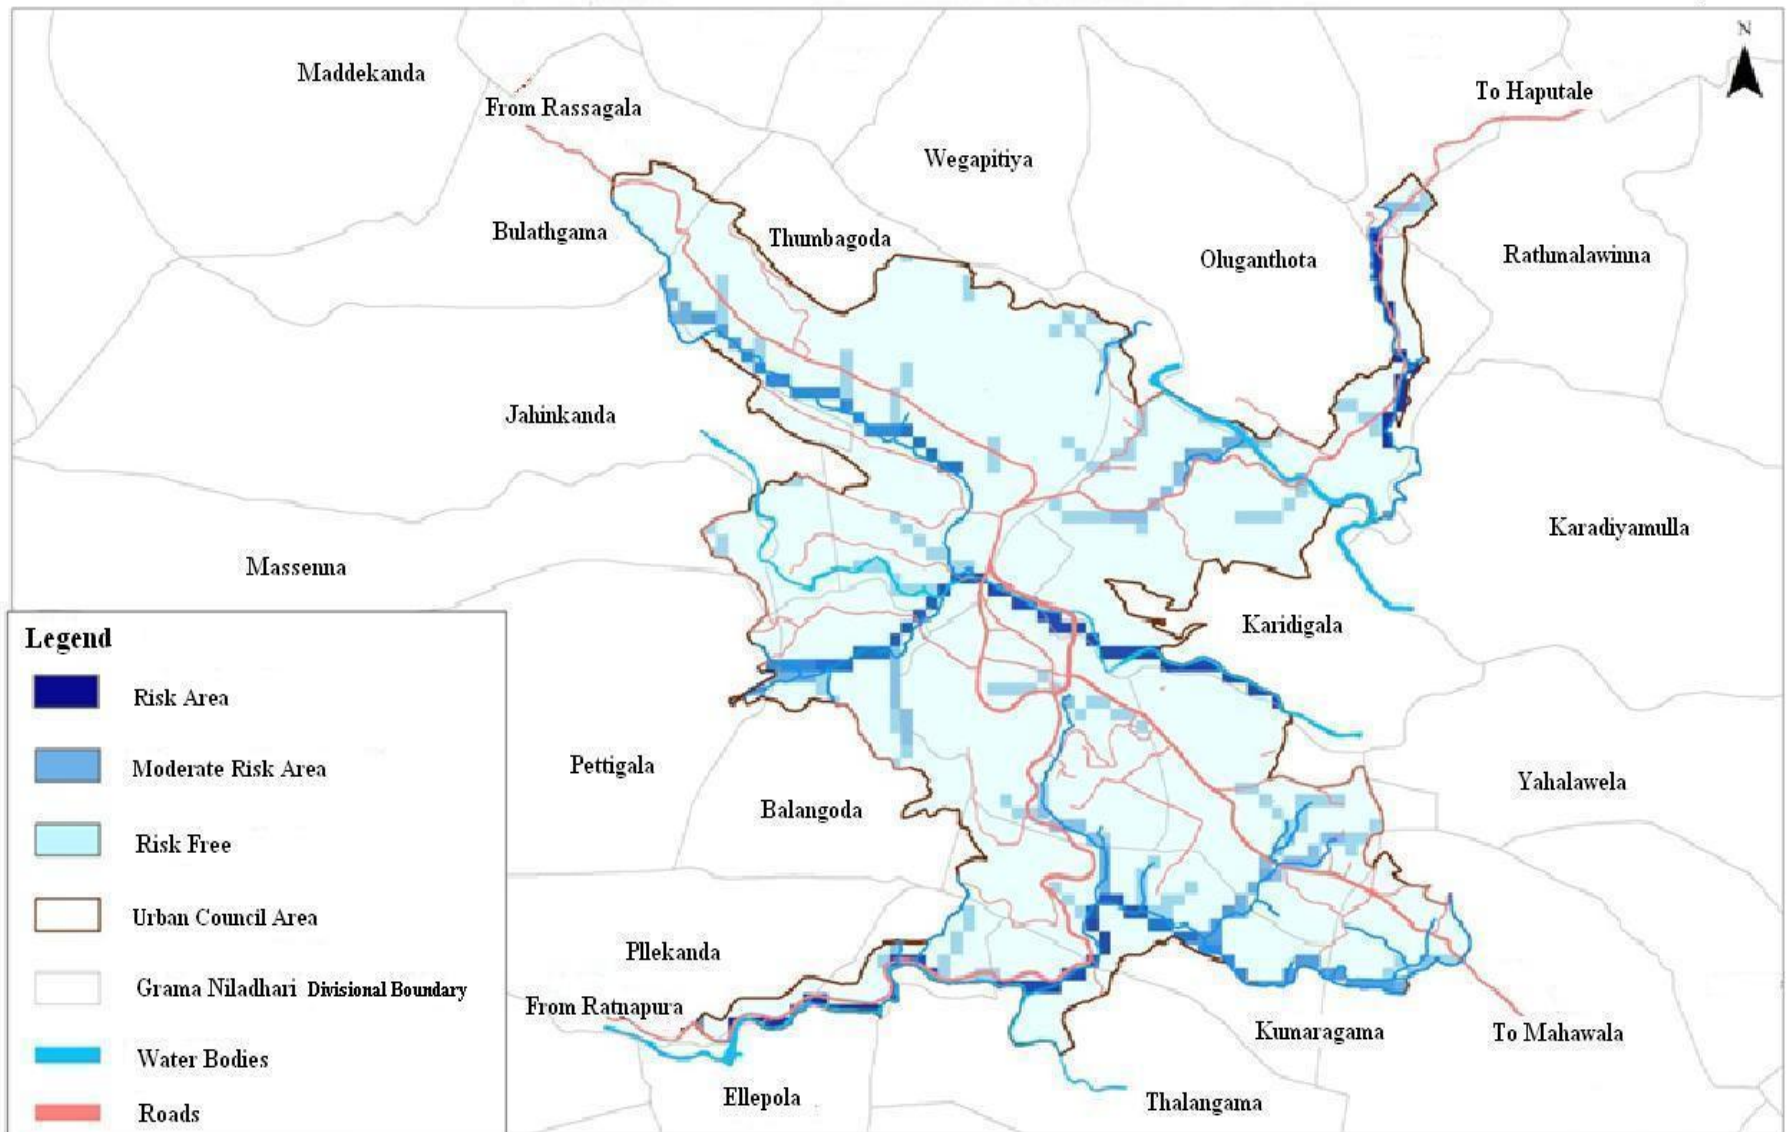 N
Maddekanda
To Haputale
From Rassagala
Wegapitiya
Bulathgama
Thumbagoda
Oluganthota
Rathmalawinna
Jahinkanda
Karadiyamulla
Massenna
Karidigala
Legend
Risk Area
Moderate Risk Area
Risk Free
Urban Council Area
Grama Niladhari Divisional Boundary
Water Bodies
Roads
Pettigala
Yahalawela
Balangoda
Pllekanda
From Ratnapura
Kumaragama
To Mahawala
Ellepola
Thalangama